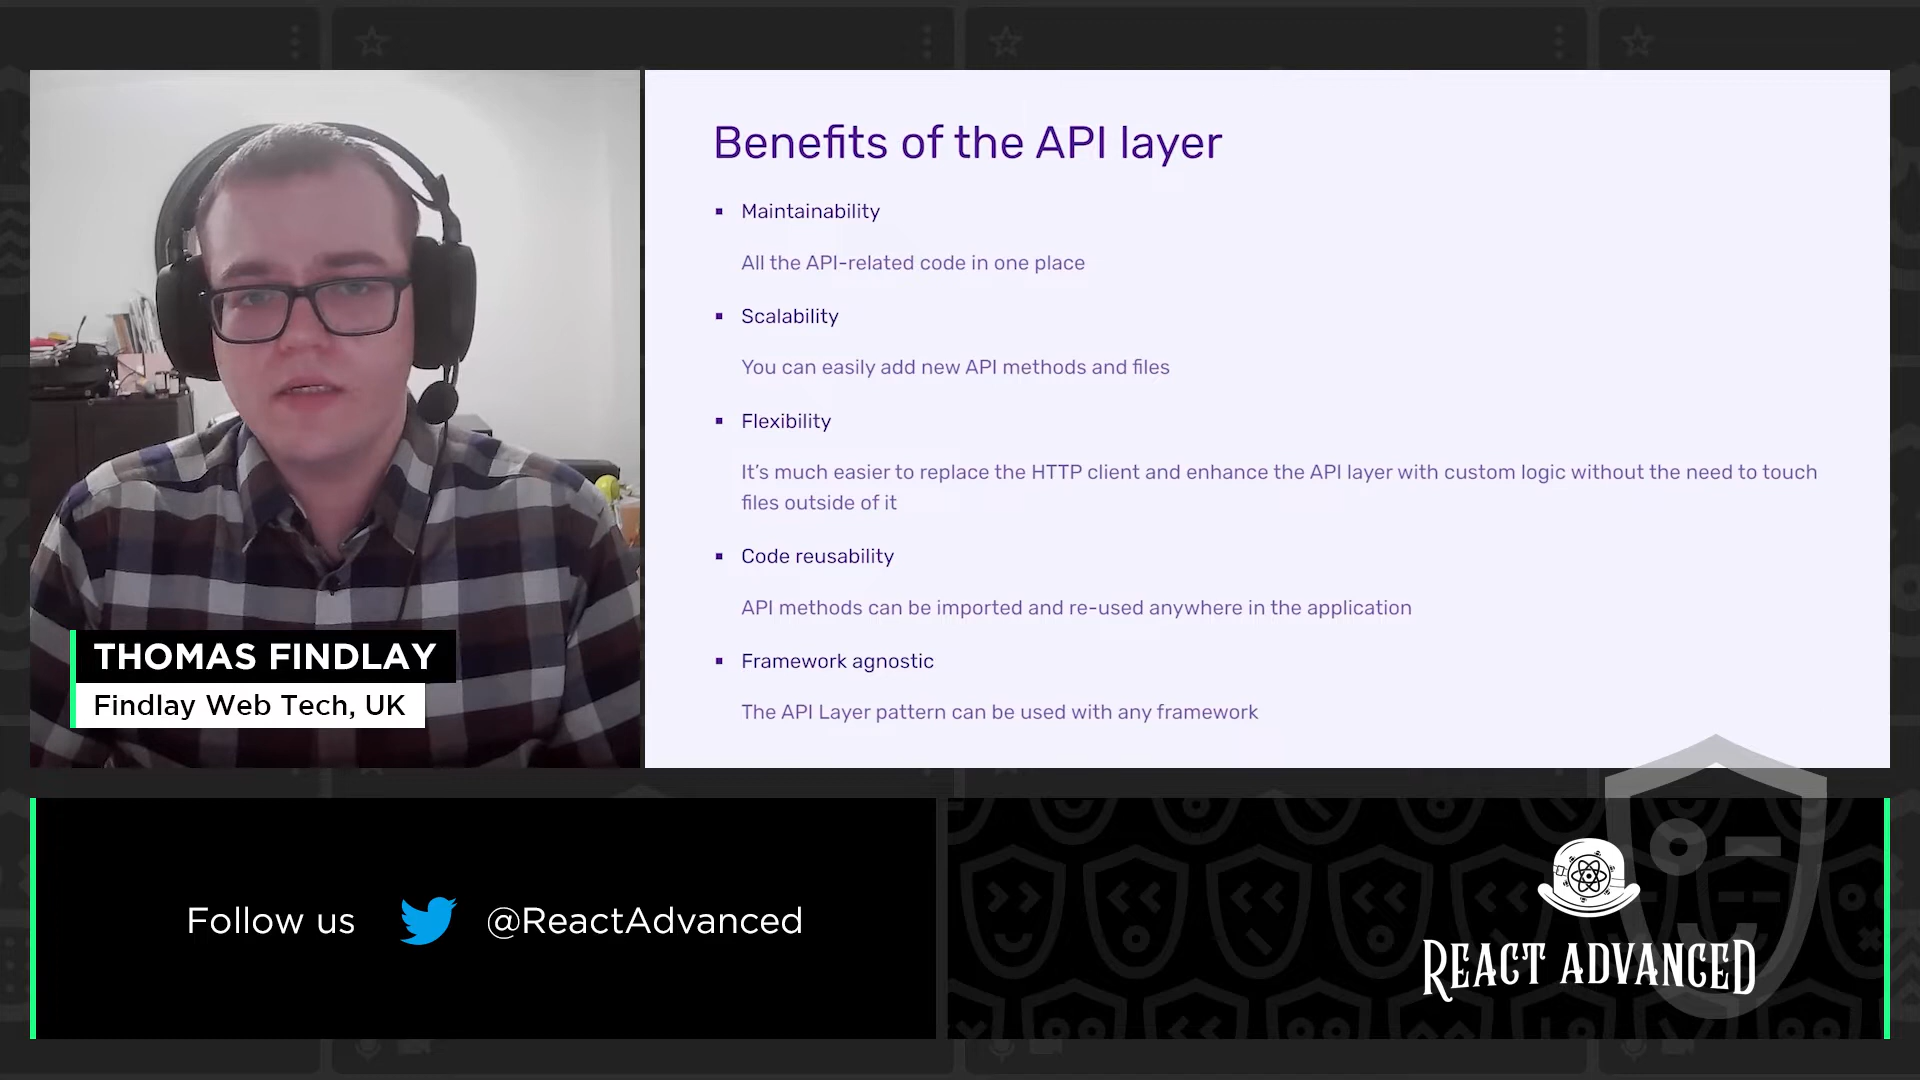 Benefits of the API layer
▪ Maintainability
All the API-related code in one place
▪ Scalability
You can easily add new API methods and files
▪ Flexibility
It's much easier to replace the HTTP client and enhance the API layer with custom logic without the need to touch
files outside of it
▪ Code reusability
API methods can be imported and re-used anywhere in the application
▪ Framework agnostic
The API Layer pattern can be used with any framework
THOMAS FINDLAY
Findlay Web Tech, UK
Follow us @ReactAdvanced
REACT ADVANCED